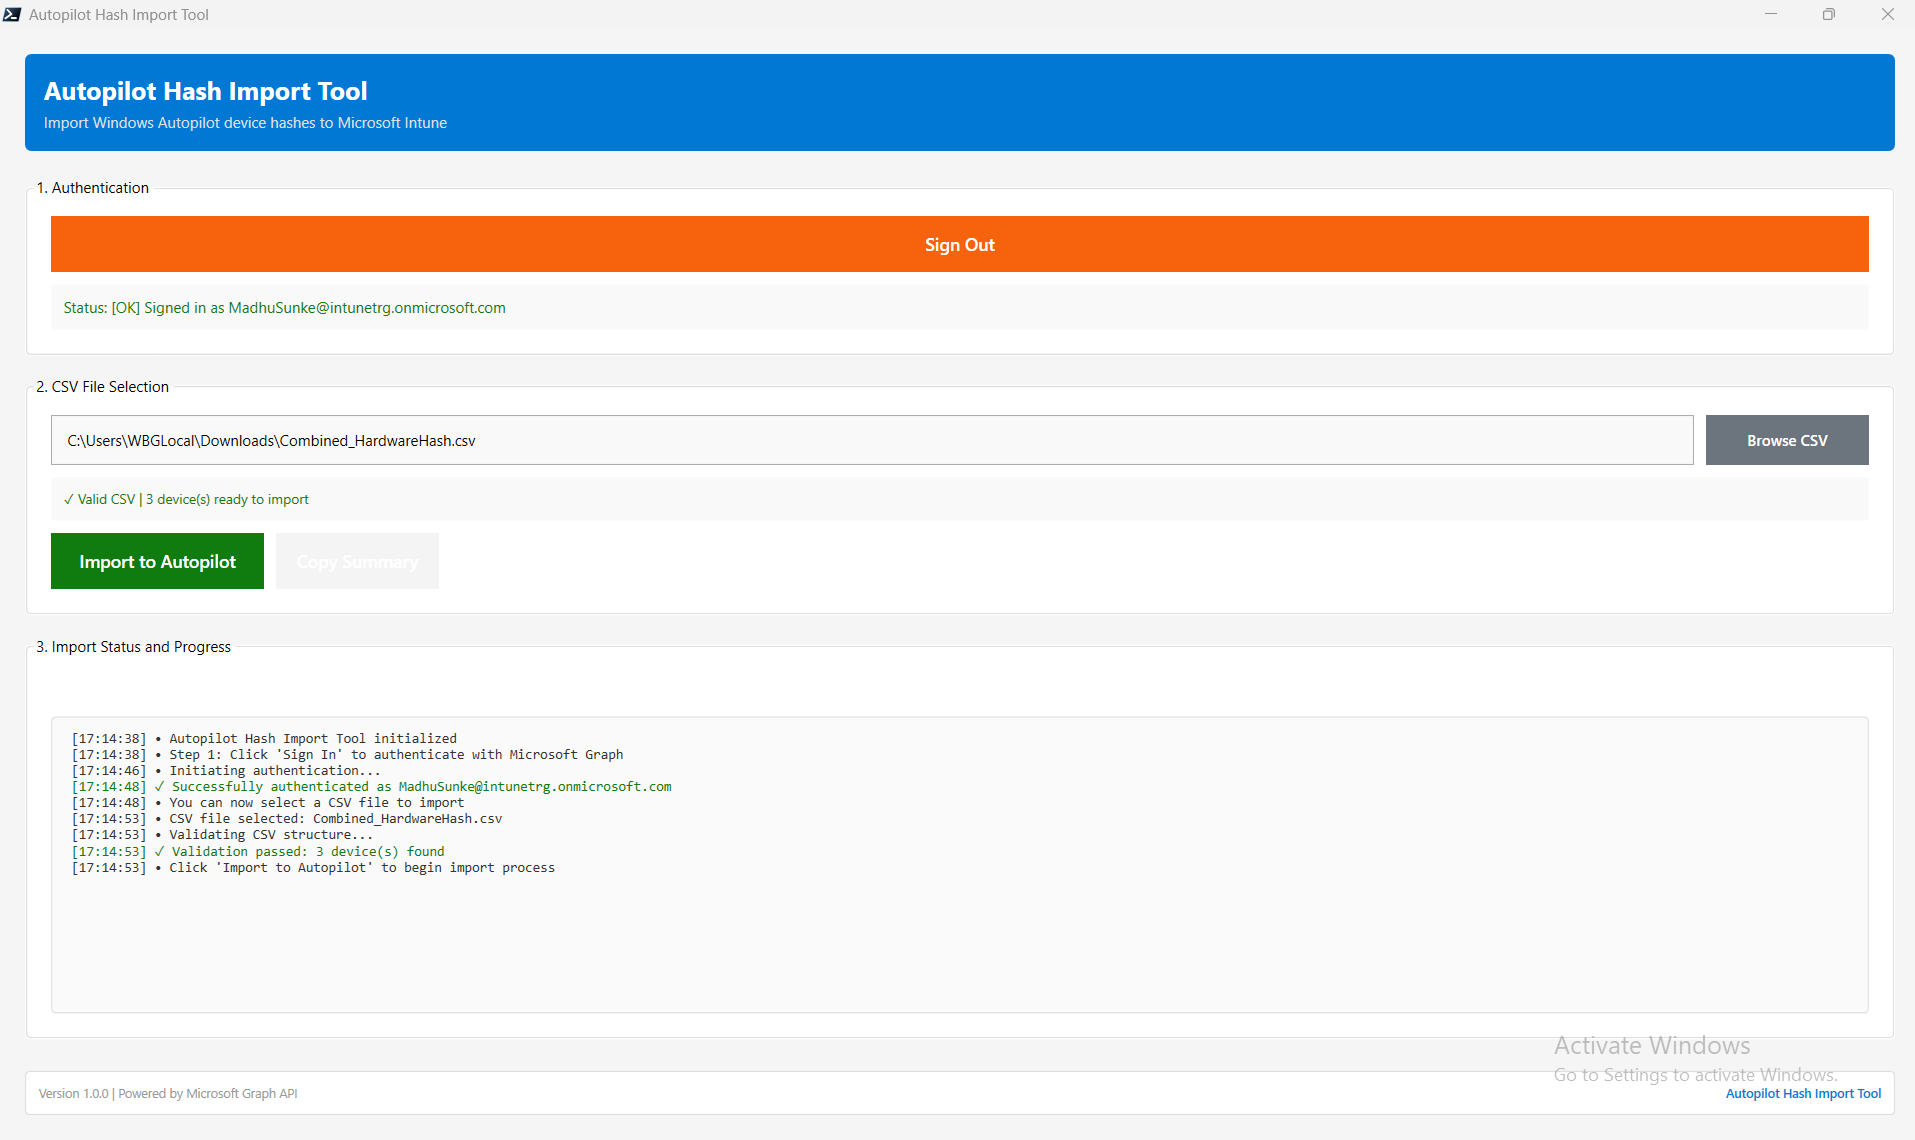 Autopilot Hash Import Tool
Autopilot Hash Import Tool
Import Windows Autopilot device hashes to Microsoft Intune
1. Authentication
Sign Out
Status: [OK] Signed in as MadhuSunke@intunetrg.onmicrosoft.com
2. CSV File Selection
C:\Users\WBGLocal\Downloads\Combined_HardwareHash.csv
Browse CSV
✓ Valid CSV | 3 device(s) ready to import
Import to Autopilot
Copy Summary
3. Import Status and Progress
[17:14:38] • Autopilot Hash Import Tool initialized
[17:14:38] • Step 1: Click 'Sign In' to authenticate with Microsoft Graph
[17:14:46] • Initiating authentication...
[17:14:48] ✓ Successfully authenticated as MadhuSunke@intunetrg.onmicrosoft.com
[17:14:48] • You can now select a CSV file to import
[17:14:53] • CSV file selected: Combined_HardwareHash.csv
[17:14:53] • Validating CSV structure...
[17:14:53] ✓ Validation passed: 3 device(s) found
[17:14:53] • Click 'Import to Autopilot' to begin import process
Activate Windows
Go to Settings to activate Windows.
Version 1.0.0 | Powered by Microsoft Graph API
Autopilot Hash Import Tool